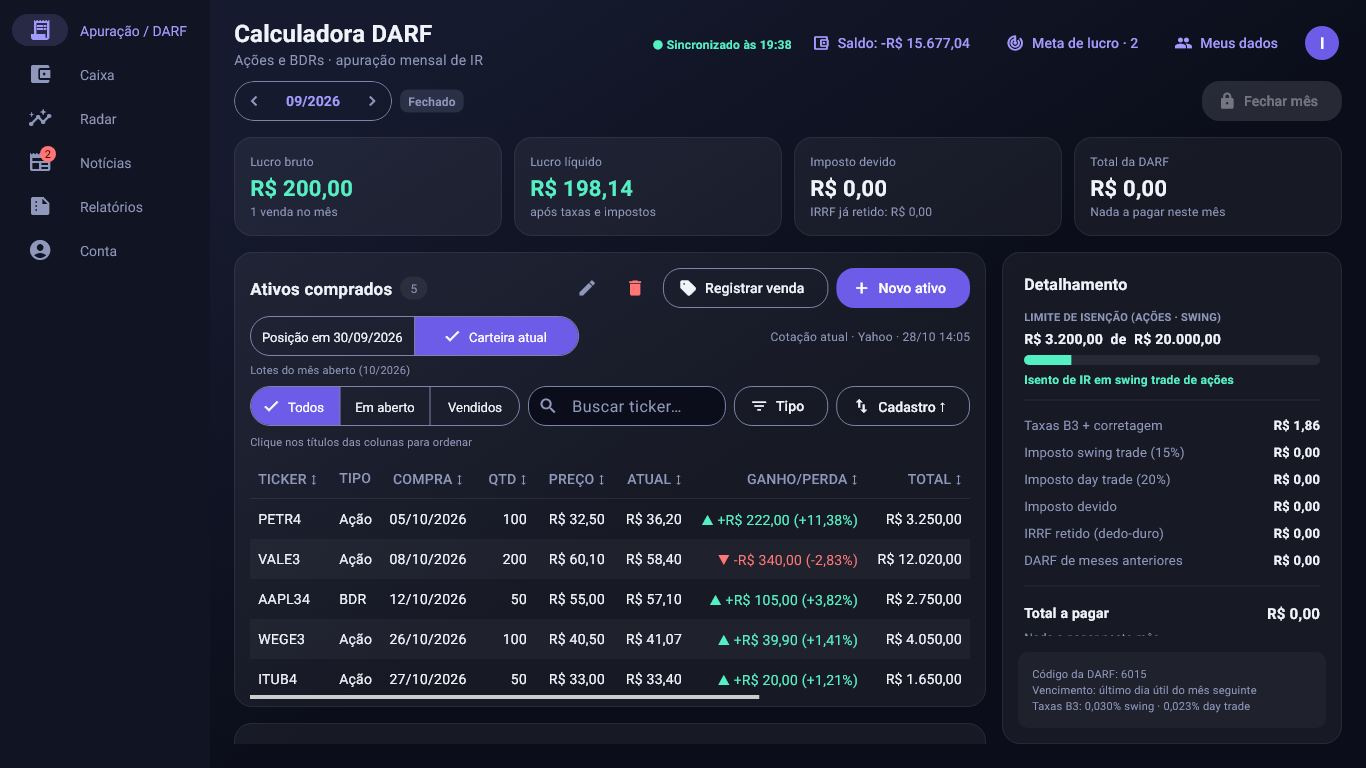 Apuração / DARF
Caixa
Radar
2
Notícias
Relatórios
Conta
Calculadora DARF
Ações e BDRs · apuração mensal de IR
Sincronizado às 19:38
Saldo: -R$ 15.677,04
Meta de lucro · 2
Meus dados
I
09/2026
Fechado
Fechar mês
Lucro bruto
R$ 200,00
1 venda no mês
Lucro líquido
R$ 198,14
após taxas e impostos
Imposto devido
R$ 0,00
IRRF já retido: R$ 0,00
Total da DARF
R$ 0,00
Nada a pagar neste mês
Ativos comprados 5
Registrar venda
+ Novo ativo
Posição em 30/09/2026
Carteira atual
Cotação atual · Yahoo · 28/10 14:05
Lotes do mês aberto (10/2026)
Todos
Em aberto
Vendidos
Buscar ticker...
Tipo
Cadastro ↑
Clique nos títulos das colunas para ordenar
TICKER ↕ TIPO COMPRA ↕ QTD ↕ PREÇO ↕ ATUAL ↕ GANHO/PERDA ↕ TOTAL ↕
PETR4 Ação 05/10/2026 100 R$ 32,50 R$ 36,20 ▲ +R$ 222,00 (+11,38%) R$ 3.250,00
VALE3 Ação 08/10/2026 200 R$ 60,10 R$ 58,40 ▼ -R$ 340,00 (-2,83%) R$ 12.020,00
AAPL34 BDR 12/10/2026 50 R$ 55,00 R$ 57,10 ▲ +R$ 105,00 (+3,82%) R$ 2.750,00
WEGE3 Ação 26/10/2026 100 R$ 40,50 R$ 41,07 ▲ +R$ 39,90 (+1,41%) R$ 4.050,00
ITUB4 Ação 27/10/2026 50 R$ 33,00 R$ 33,40 ▲ +R$ 20,00 (+1,21%) R$ 1.650,00
Detalhamento
LIMITE DE ISENÇÃO (AÇÕES · SWING)
R$ 3.200,00 de R$ 20.000,00
Isento de IR em swing trade de ações
Taxas B3 + corretagem R$ 1,86
Imposto swing trade (15%) R$ 0,00
Imposto day trade (20%) R$ 0,00
Imposto devido R$ 0,00
IRRF retido (dedo-duro) R$ 0,00
DARF de meses anteriores R$ 0,00
Total a pagar R$ 0,00
Código da DARF: 6015
Vencimento: último dia útil do mês seguinte
Taxas B3: 0,030% swing · 0,023% day trade